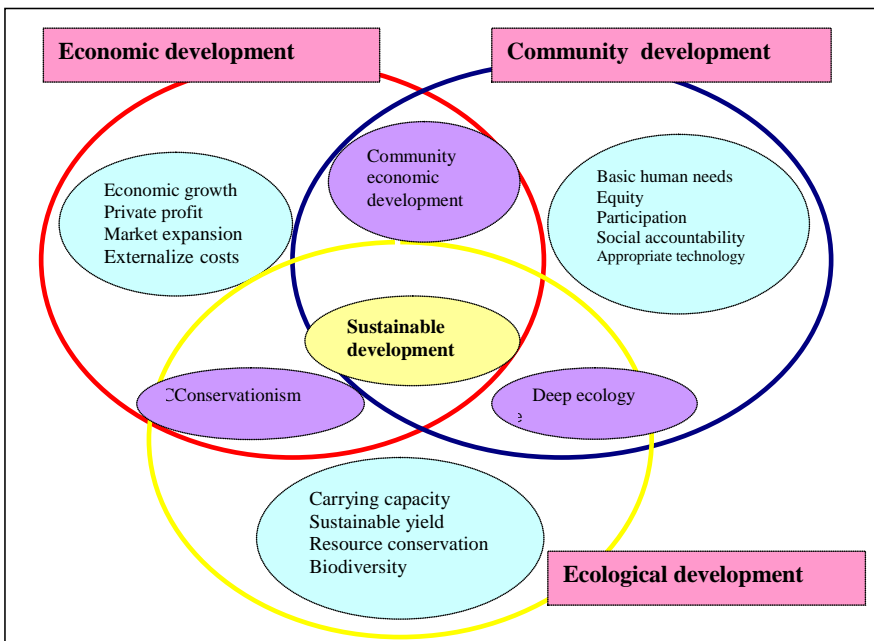 Economic development
Community development
Community
economic
development
Economic growth
Private profit
Market expansion
Externalize costs
Basic human needs
Equity
Participation
Social accountability
Appropriate technology
Sustainable
development
CConservationism
Deep ecology
e
Carrying capacity
Sustainable yield
Resource conservation
Biodiversity
Ecological development